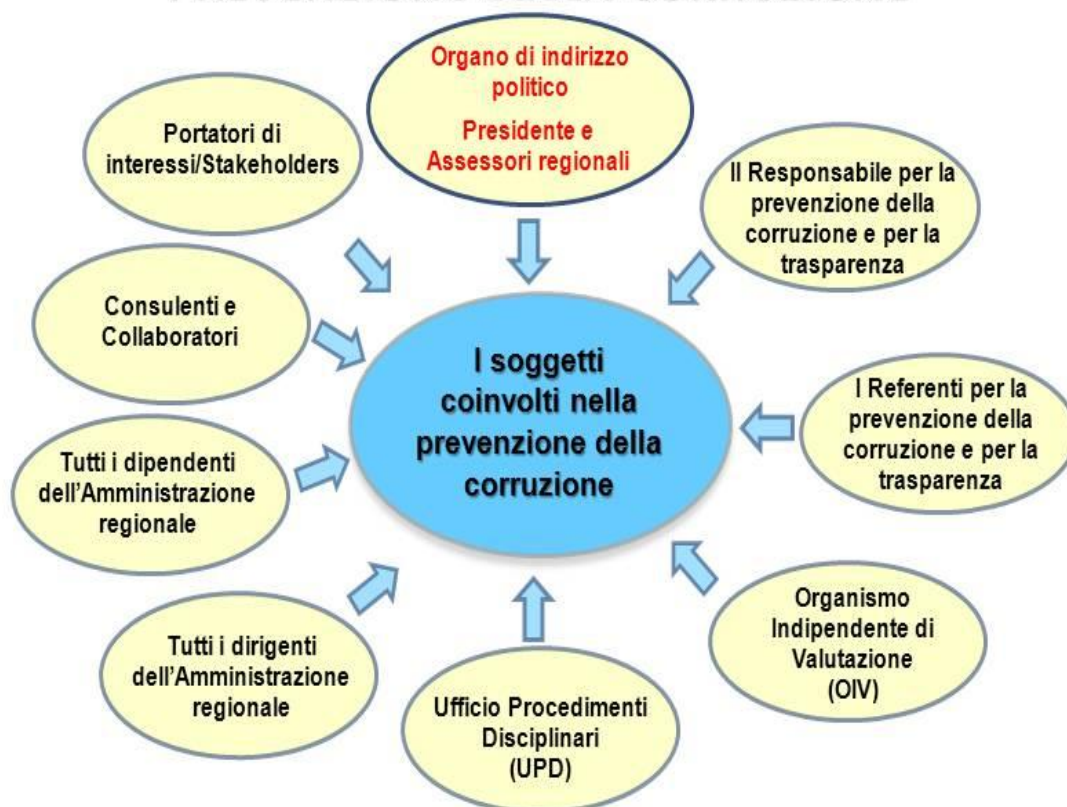 Organo di indirizzo
politico
Presidente e
Assessori regionali
Portatori di
interessi/Stakeholders
Il Responsabile per la
prevenzione della
corruzione e per la
trasparenza
Consulenti e
Collaboratori
I soggetti
coinvolti nella
prevenzione della
corruzione
I Referenti per la
prevenzione della
corruzione e per la
trasparenza
Tutti i dipendenti
dell'Amministrazione
regionale
Organismo
Indipendente di
Valutazione
(OIV)
Tutti i dirigenti
dell'Amministrazione
regionale
Ufficio Procedimenti
Disciplinari
(UPD)